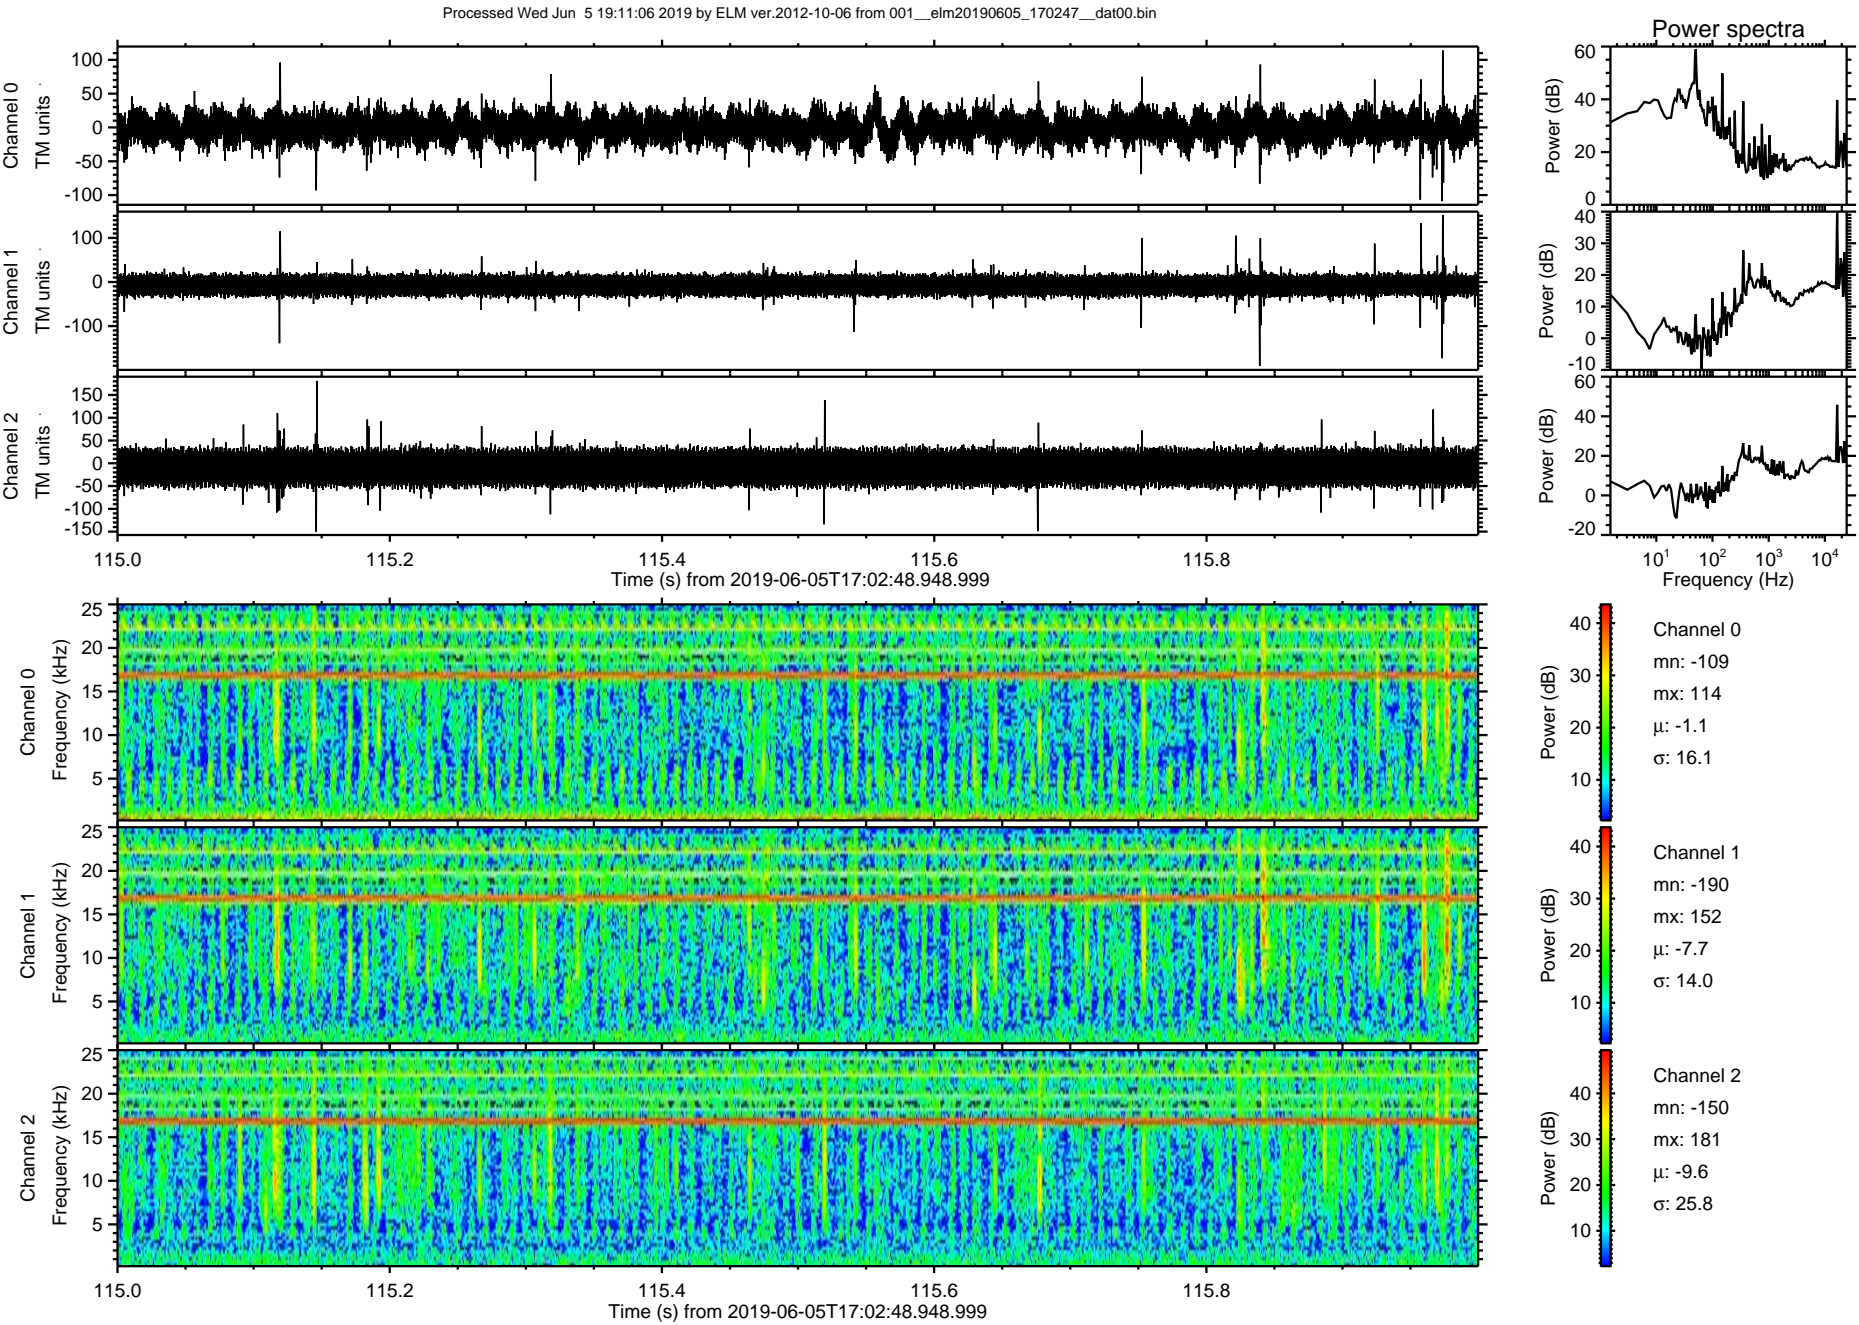 Processed Wed Jun  5 19:11:06 2019 by ELM ver.2012-10-06 from 001__elm20190605_170247__dat00.bin
Power spectra
Channel 0
TM units
100
50
0
-50
-100
Power (dB)
60
40
20
0
Channel 1
TM units
100
0
-100
Power (dB)
40
30
20
10
0
-10
Channel 2
TM units
150
100
50
0
-50
-100
-150
Power (dB)
60
40
20
0
-20
115.0 115.2 115.4 115.6 115.8
Time (s) from 2019-06-05T17:02:48.948.999
10¹ 10² 10³ 10⁴
Frequency (Hz)
Channel 0
Frequency (kHz)
25
20
15
10
5
Power (dB)
40
30
20
10
Channel 0
mn: -109
mx: 114
μ: -1.1
σ: 16.1
Channel 1
Frequency (kHz)
25
20
15
10
5
Power (dB)
40
30
20
10
Channel 1
mn: -190
mx: 152
μ: -7.7
σ: 14.0
Channel 2
Frequency (kHz)
25
20
15
10
5
Power (dB)
40
30
20
10
Channel 2
mn: -150
mx: 181
μ: -9.6
σ: 25.8
115.0 115.2 115.4 115.6 115.8
Time (s) from 2019-06-05T17:02:48.948.999